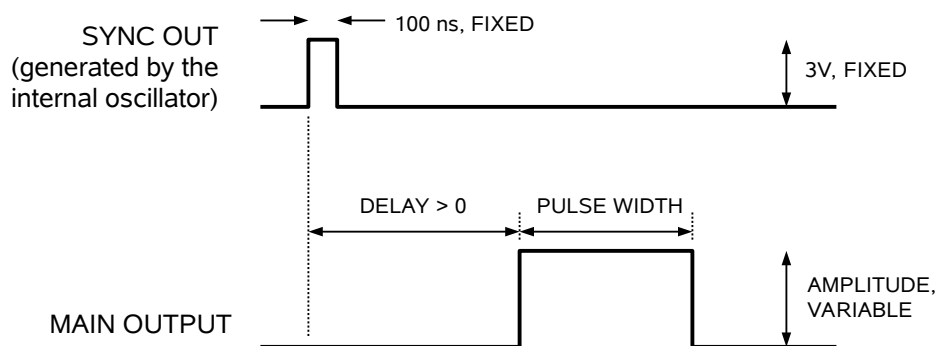 100 ns, FIXED
SYNC OUT
(generated by the
internal oscillator)
3V, FIXED
DELAY > 0
PULSE WIDTH
AMPLITUDE,
VARIABLE
MAIN OUTPUT